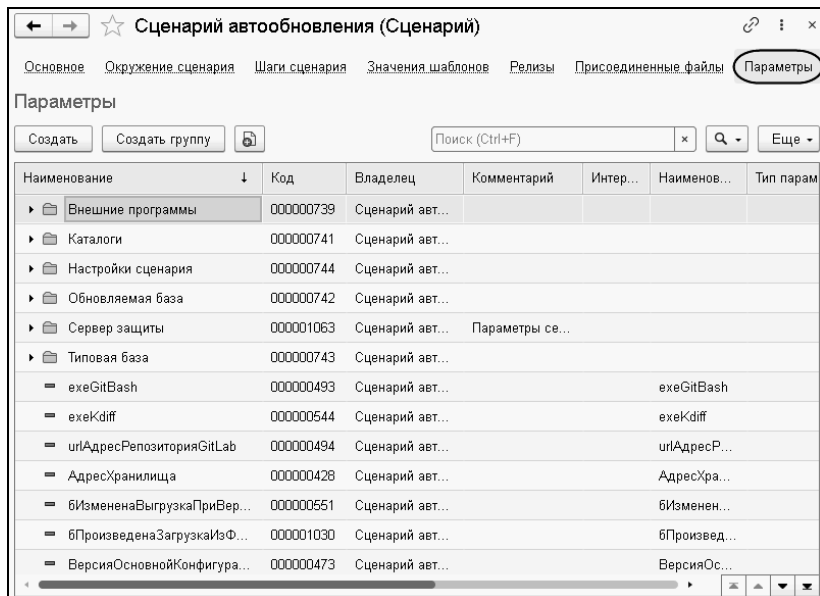 Сценарий автообновления (Сценарий)
Основное Окружение сценария Шаги сценария Значения шаблонов Релизы Присоединенные файлы Параметры
Параметры
Создать Создать группу Поиск (Ctrl+F) × Еще
Наименование ↓ Код Владелец Комментарий Интер... Наименов... Тип парам
Внешние программы 000000739 Сценарий авт...
Каталоги 000000741 Сценарий авт...
Настройки сценария 000000744 Сценарий авт...
Обновляемая база 000000742 Сценарий авт...
Сервер защиты 000001063 Сценарий авт... Параметры се...
Типовая база 000000743 Сценарий авт...
exeGitBash 000000493 Сценарий авт... exeGitBash
exeKdiff 000000544 Сценарий авт... exeKdiff
urlАдресРепозиторияGitLab 000000494 Сценарий авт... urlАдресР...
АдресХранилища 000000428 Сценарий авт... АдресХра...
бИзмененаВыгрузкаПриВер... 000000551 Сценарий авт... бИзменен...
бПроизведенаЗагрузкаИзФ... 000001030 Сценарий авт... бПроизвед...
ВерсияОсновнойКонфигура... 000000473 Сценарий авт... ВерсияОс...